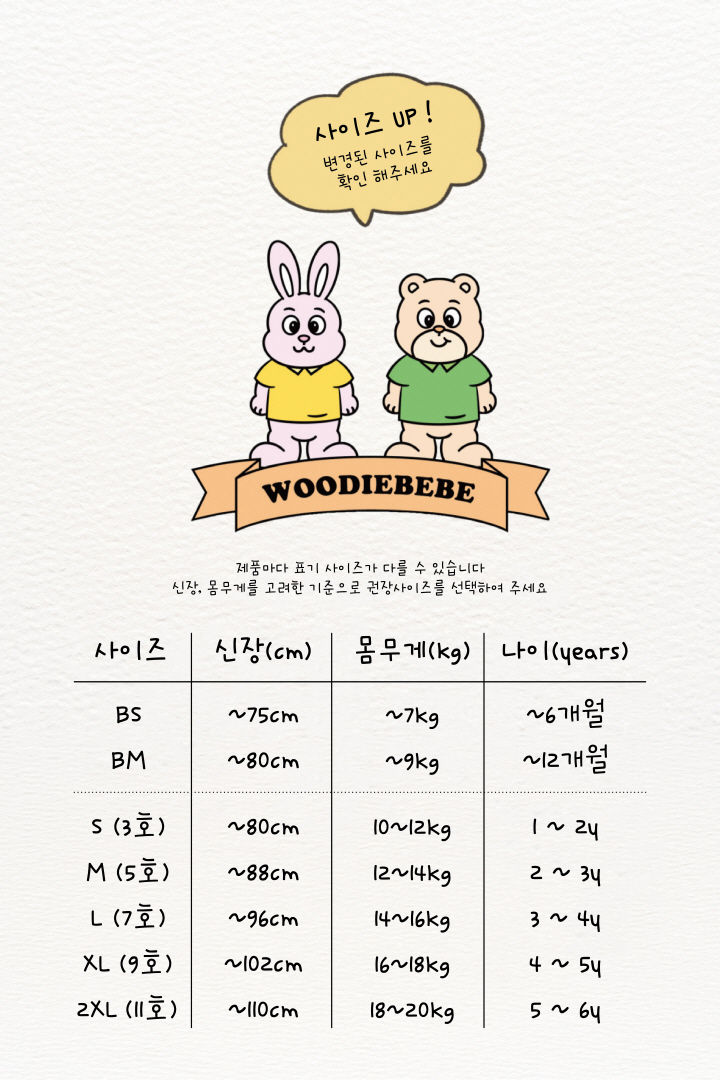 사이즈 UP !
변경된 사이즈를
확인 해주세요
WOODIEBEBE
제품마다 표기 사이즈가 다를 수 있습니다
신장, 몸무게를 고려한 기준으로 권장사이즈를 선택하여 주세요
사이즈 신장(cm) 몸무게(kg) 나이(years)
BS ~75cm ~7kg ~6개월
BM ~80cm ~9kg ~12개월
S (3호) ~80cm 10~12kg 1 ~ 2y
M (5호) ~88cm 12~14kg 2 ~ 3y
L (7호) ~96cm 14~16kg 3 ~ 4y
XL (9호) ~102cm 16~18kg 4 ~ 5y
2XL (11호) ~110cm 18~20kg 5 ~ 6y